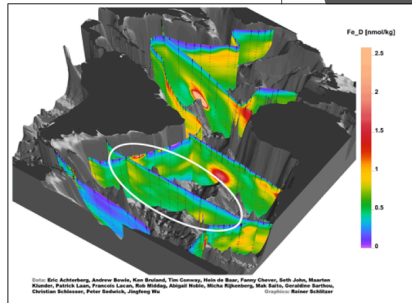 Fe_D [nmol/kg]
2.5
2
1.5
1
0.5
0
Data: Eric Achterberg, Andrew Bowie, Ken Bruland, Tim Conway, Hein de Baar, Fanny Chever, Seth John, Maarten
Klunder, Patrick Laan, Francois Lacan, Rob Middag, Abigail Noble, Micha Rijkenberg, Mak Saito, Geraldine Sarthou,
Christian Schlosser, Peter Sedwick, Jingfeng Wu
Graphics: Reiner Schlitzer